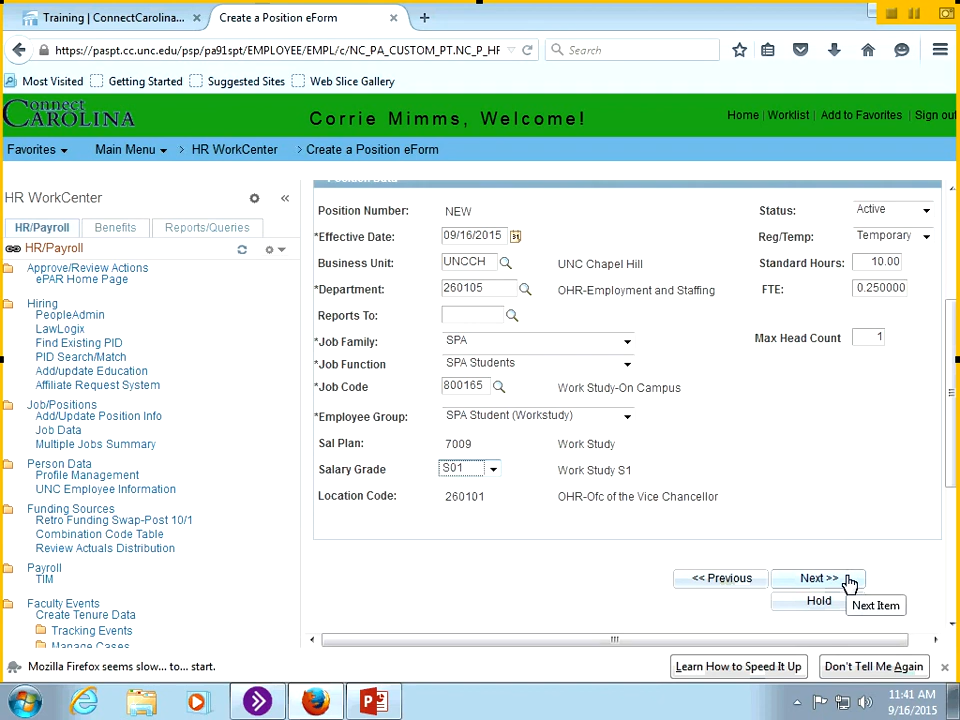 Training | ConnectCarolina... × Create a Position eForm × +
https://paspt.cc.unc.edu/psp/pa91spt/EMPLOYEE/EMPL/c/NC_PA_CUSTOM_PT.NC_P_HF Search
Most Visited Getting Started Suggested Sites Web Slice Gallery
Connect CAROLINA
Corrie Mimms, Welcome!
Home | Worklist | Add to Favorites | Sign out
Favorites Main Menu > HR WorkCenter > Create a Position eForm
HR WorkCenter «
HR/Payroll Benefits Reports/Queries
HR/Payroll
Approve/Review Actions
ePAR Home Page
Hiring
PeopleAdmin
LawLogix
Find Existing PID
PID Search/Match
Add/update Education
Affiliate Request System
Job/Positions
Add/Update Position Info
Job Data
Multiple Jobs Summary
Person Data
Profile Management
UNC Employee Information
Funding Sources
Retro Funding Swap-Post 10/1
Combination Code Table
Review Actuals Distribution
Payroll
TIM
Faculty Events
Create Tenure Data
Tracking Events
Manage Cases
Position Data
Position Number: NEW Status: Active
*Effective Date: 09/16/2015 Reg/Temp: Temporary
Business Unit: UNCCH UNC Chapel Hill Standard Hours: 10.00
*Department: 260105 OHR-Employment and Staffing FTE: 0.250000
Reports To:
Max Head Count 1
*Job Family: SPA
*Job Function SPA Students
*Job Code 800165 Work Study-On Campus
*Employee Group: SPA Student (Workstudy)
Sal Plan: 7009 Work Study
Salary Grade S01 Work Study S1
Location Code: 260101 OHR-Ofc of the Vice Chancellor
<< Previous Next >>
Hold Next Item
Mozilla Firefox seems slow... to... start. Learn How to Speed It Up Don't Tell Me Again ×
11:41 AM
9/16/2015